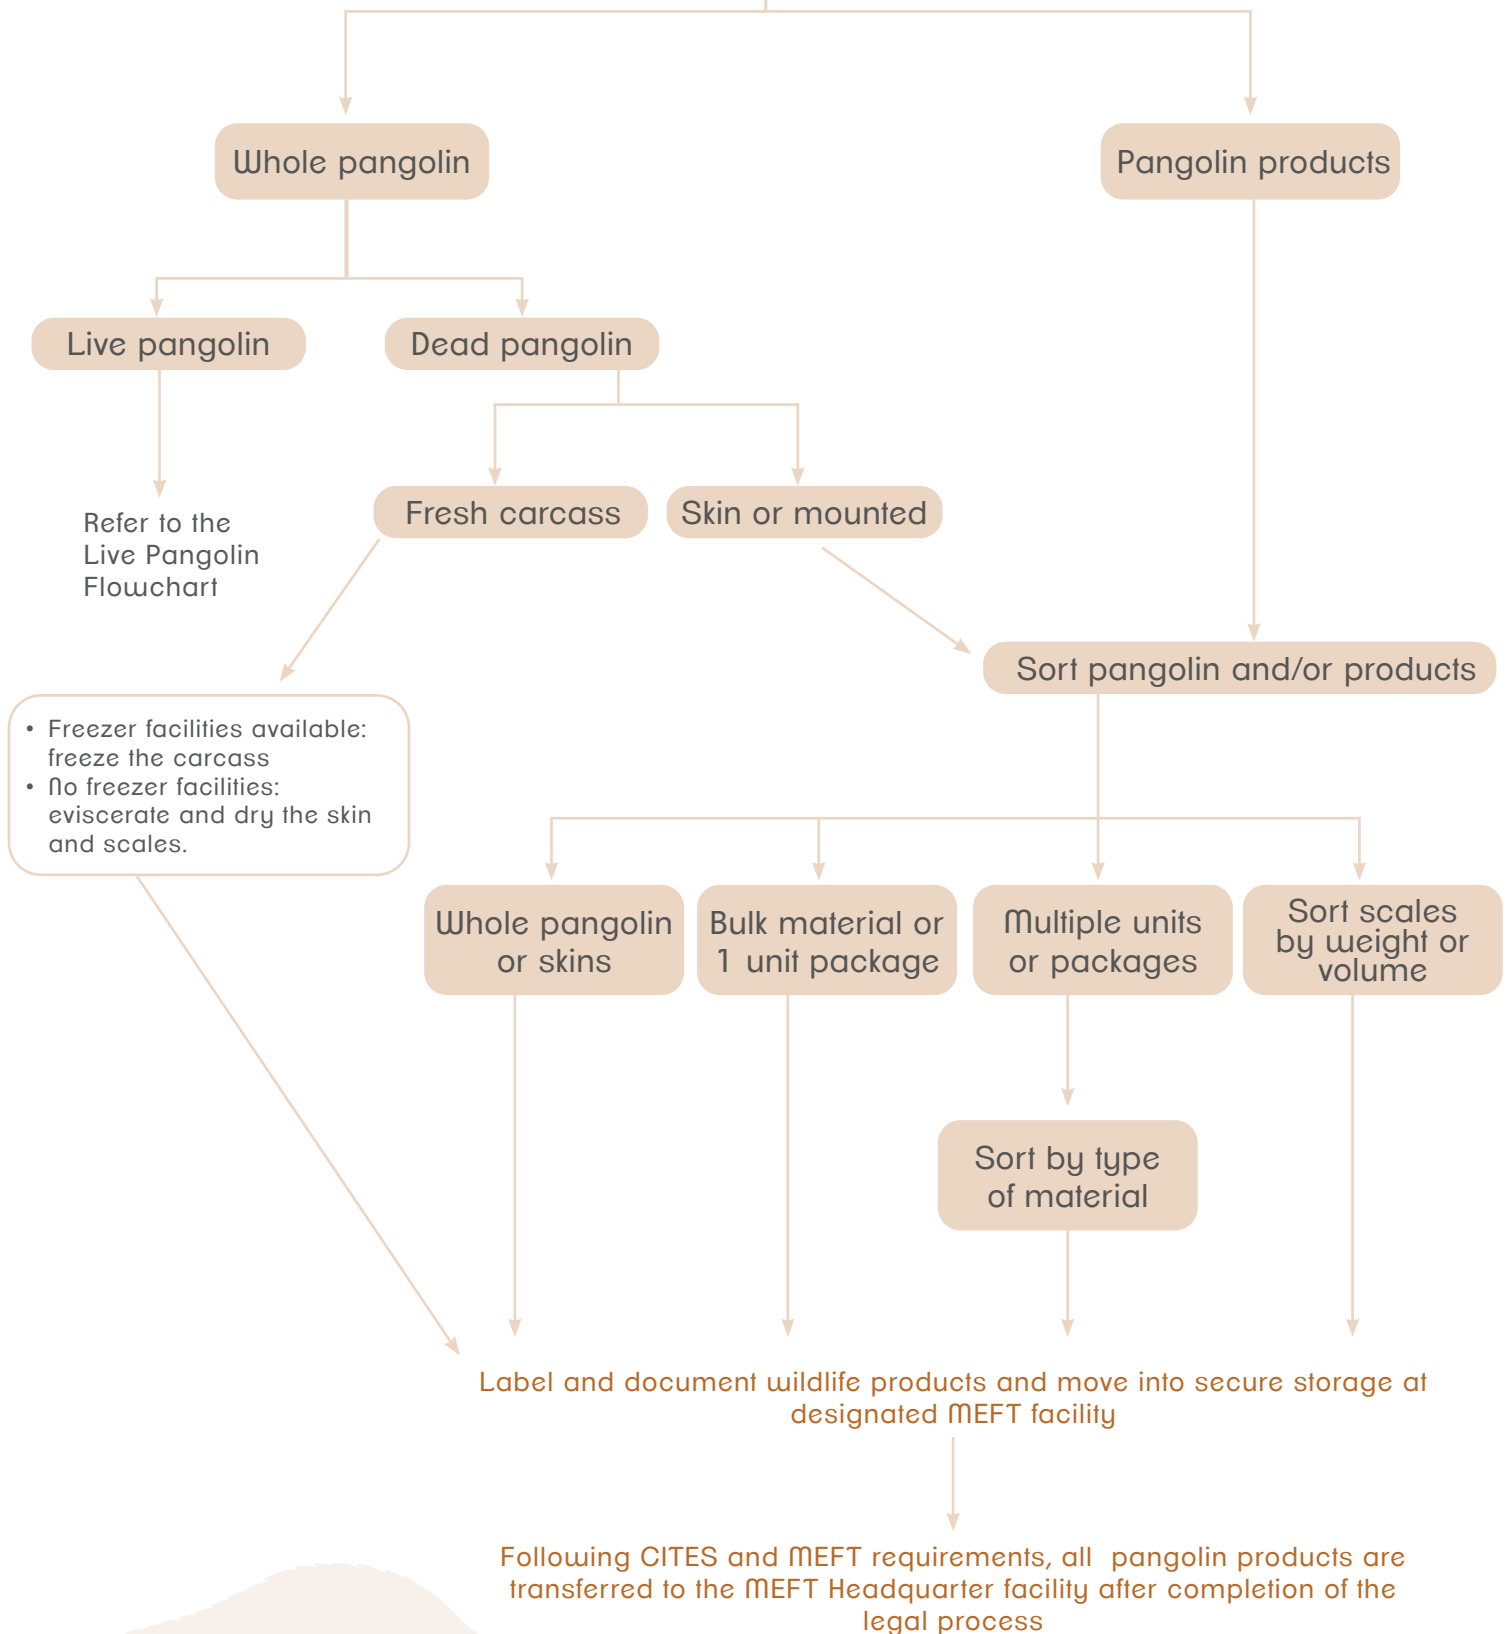 Whole pangolin
Pangolin products
Live pangolin
Dead pangolin
Refer to the
Live Pangolin
Flowchart
Fresh carcass
Skin or mounted
Sort pangolin and/or products
• Freezer facilities available:
freeze the carcass
• No freezer facilities:
eviscerate and dry the skin
and scales.
Whole pangolin
or skins
Bulk material or
1 unit package
Multiple units
or packages
Sort scales
by weight or
volume
Sort by type
of material
Label and document wildlife products and move into secure storage at
designated MEFT facility
Following CITES and MEFT requirements, all pangolin products are
transferred to the MEFT Headquarter facility after completion of the
legal process